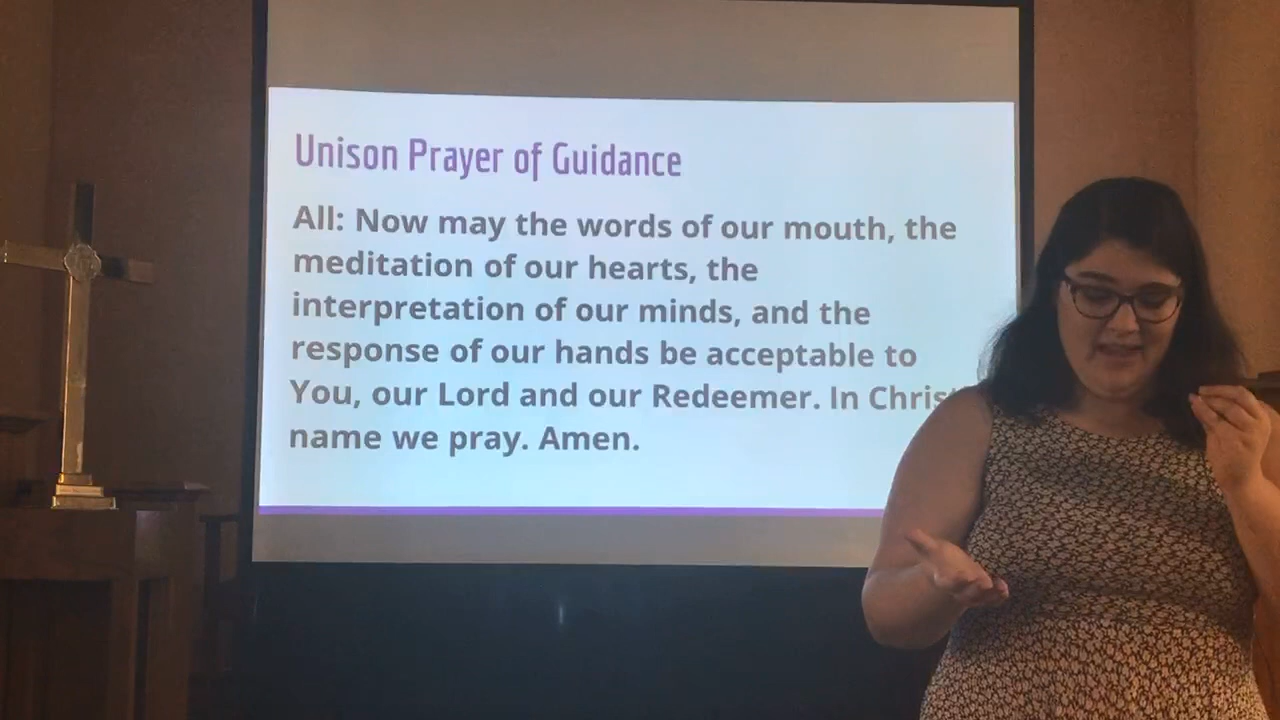 Unison Prayer of Guidance
All: Now may the words of our mouth, the
meditation of our hearts, the
interpretation of our minds, and the
response of our hands be acceptable to
You, our Lord and our Redeemer. In
name we pray. Amen.